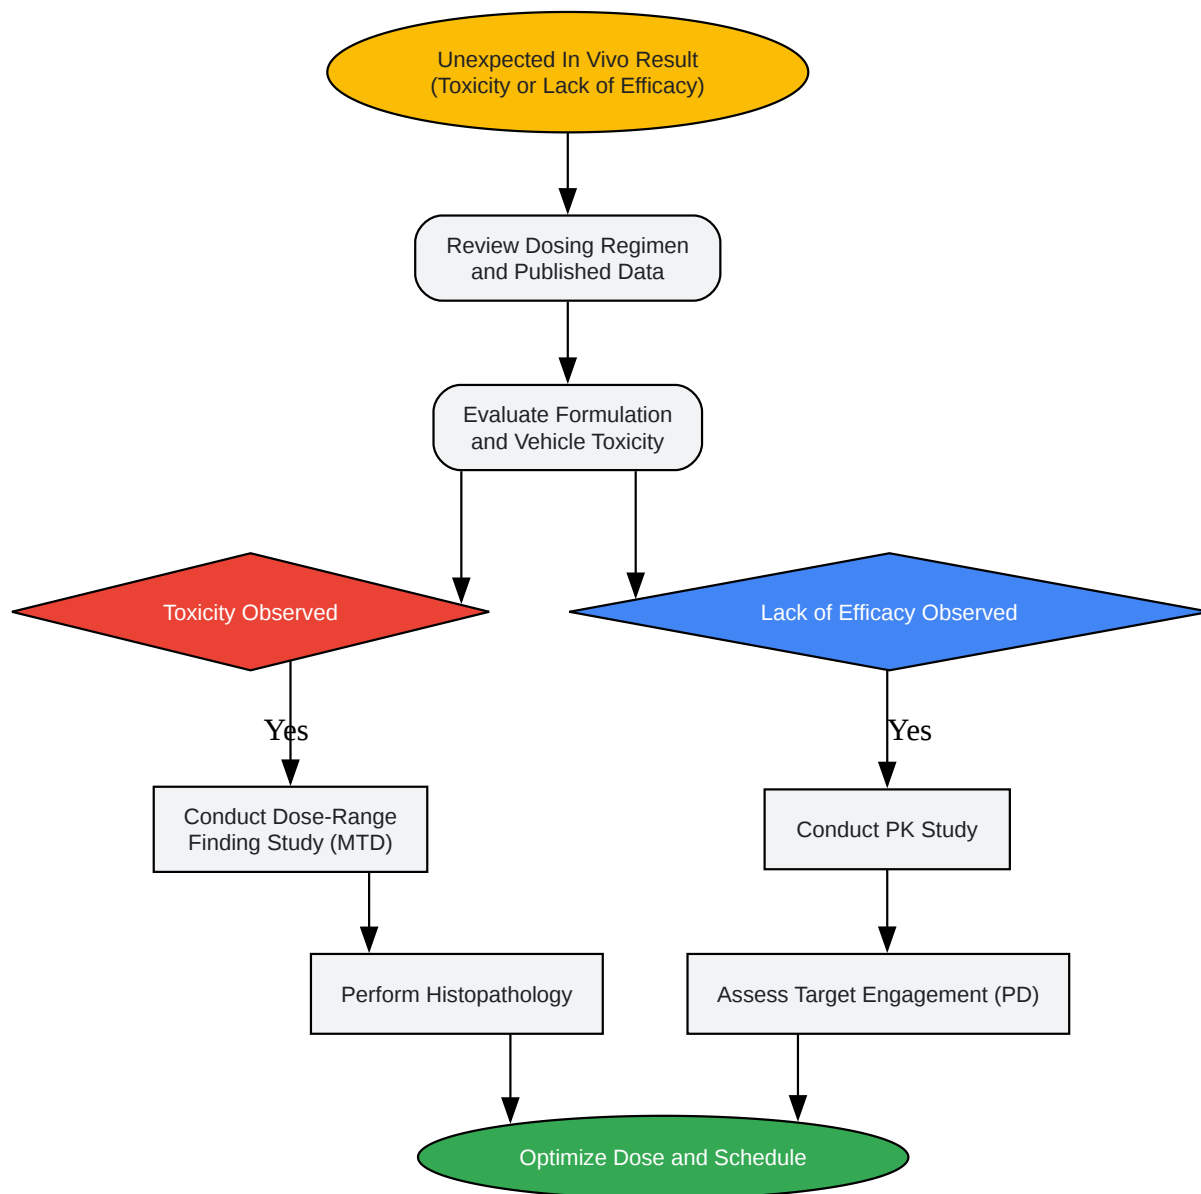 Unexpected In Vivo Result
(Toxicity or Lack of Efficacy)
Review Dosing Regimen
and Published Data
Evaluate Formulation
and Vehicle Toxicity
Toxicity Observed
Lack of Efficacy Observed
Yes
Yes
Conduct Dose-Range
Finding Study (MTD)
Conduct PK Study
Perform Histopathology
Assess Target Engagement (PD)
Optimize Dose and Schedule